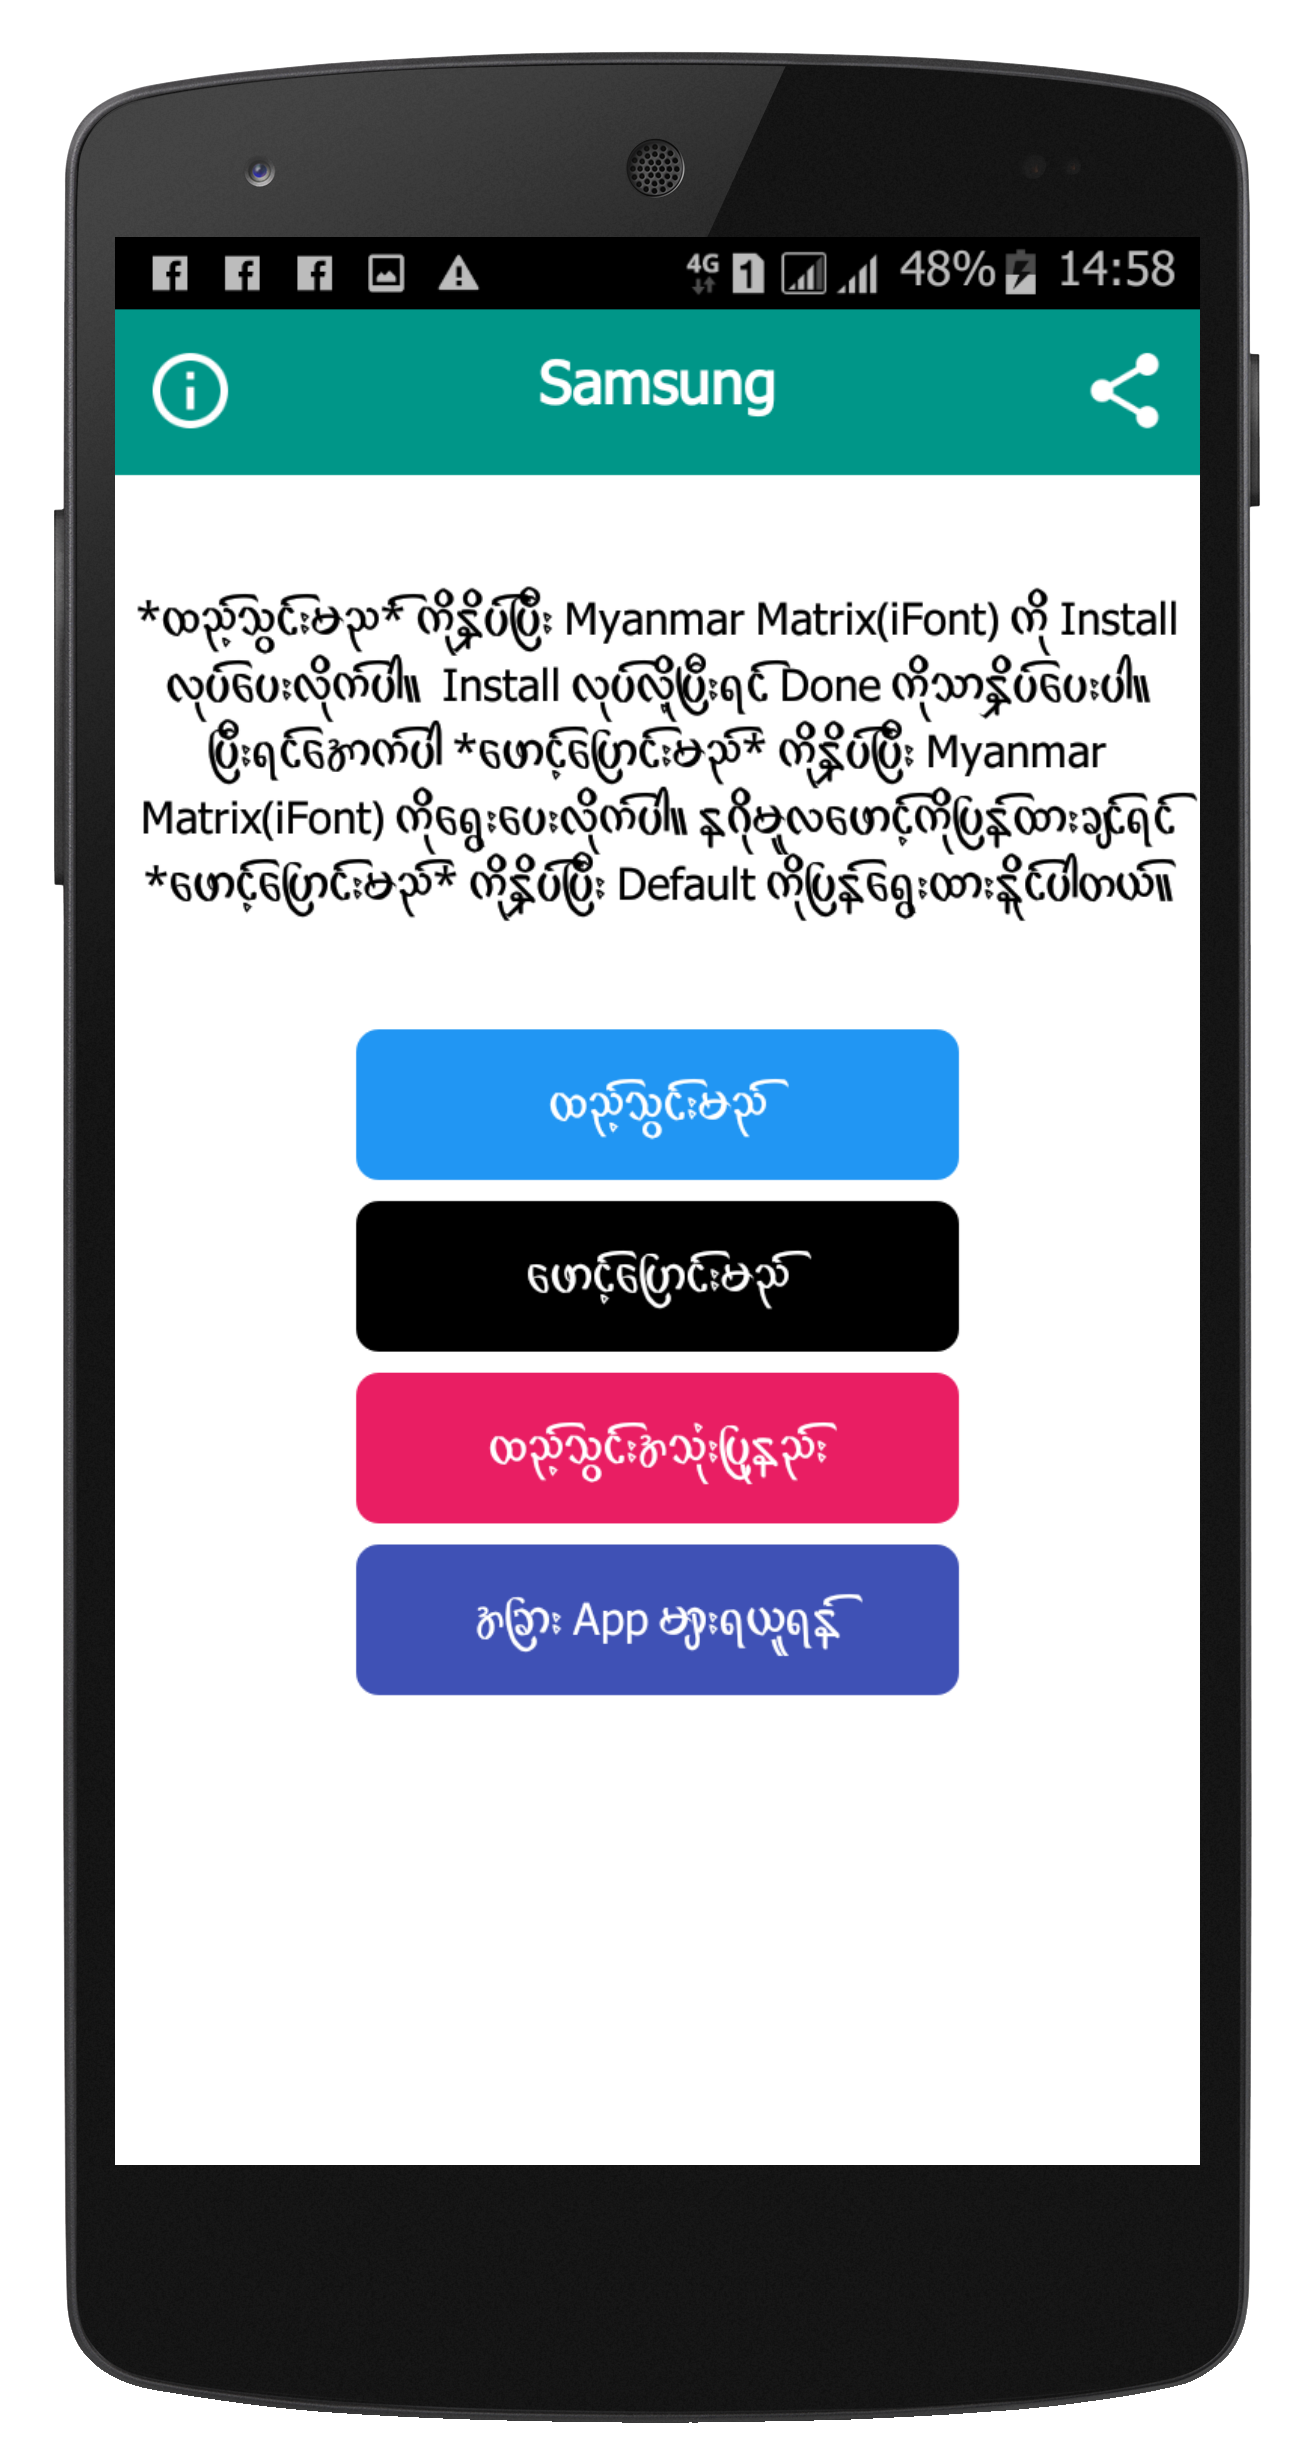 48% 14:58
4G 1
Samsung
*ထည့်သွင်းမည*် ကိုနှိပ်ပြီး Myanmar Matrix(iFont) ကို Install
လုပ်ပေးလိုက်ပါ။ Install လုပ်လို့ပြီးရင် Done ကိုသာနှိပ်ပေးပါ။
ပြီးရင်အောက်ပါ *ဖောင့်ပြောင်းမည်* ကိုနှိပ်ပြီး Myanmar
Matrix(iFont) ကိုရွေးပေးလိုက်ပါ။ နဂိုမူလဖောင့်ကိုပြန်ထားချင်ရင်
*ဖောင့်ပြောင်းမည်* ကိုနှိပ်ပြီး Default ကိုပြန်ရွေးထားနိုင်ပါတယ်။
ထည့်သွင်းမည်
ဖောင့်ပြောင်းမည်
ထည့်သွင်းအသုံးပြုနည်း
အခြား App များရယူရန်